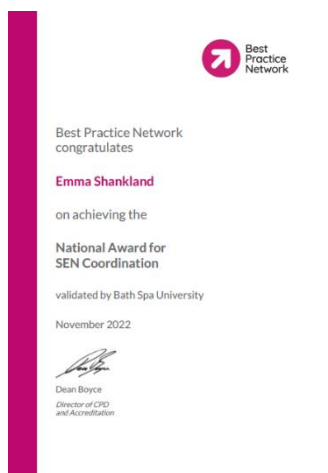 Best
Practice
Network
Best Practice Network
congratulates
Emma Shankland
on achieving the
National Award for
SEN Coordination
validated by Bath Spa University
November 2022
Dean Boyce
Director of CPD
and Accreditation